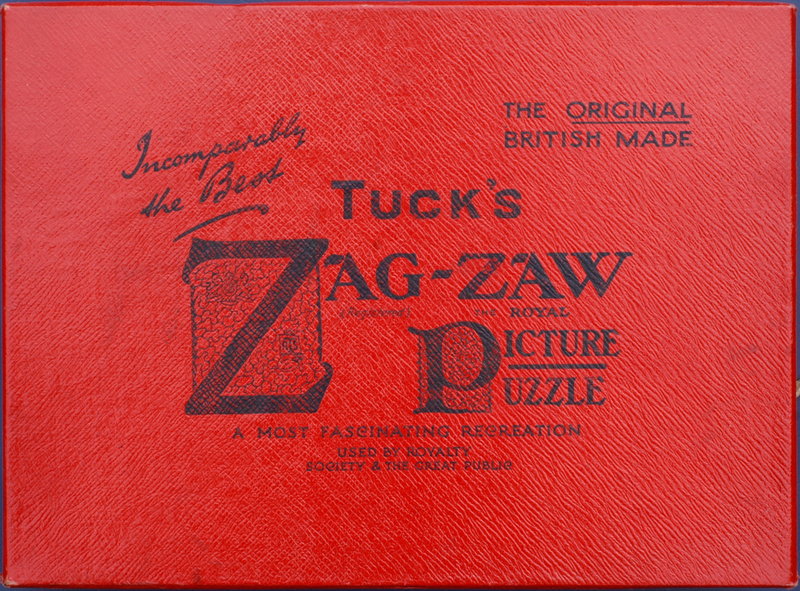 Incomparably
the Best
THE ORIGINAL
BRITISH MADE
TUCK'S
ZAG-ZAW
THE ROYAL
PICTURE
PUZZLE
A MOST FASCINATING RECREATION
USED BY ROYALTY
SOCIETY & THE GREAT PUBLIC